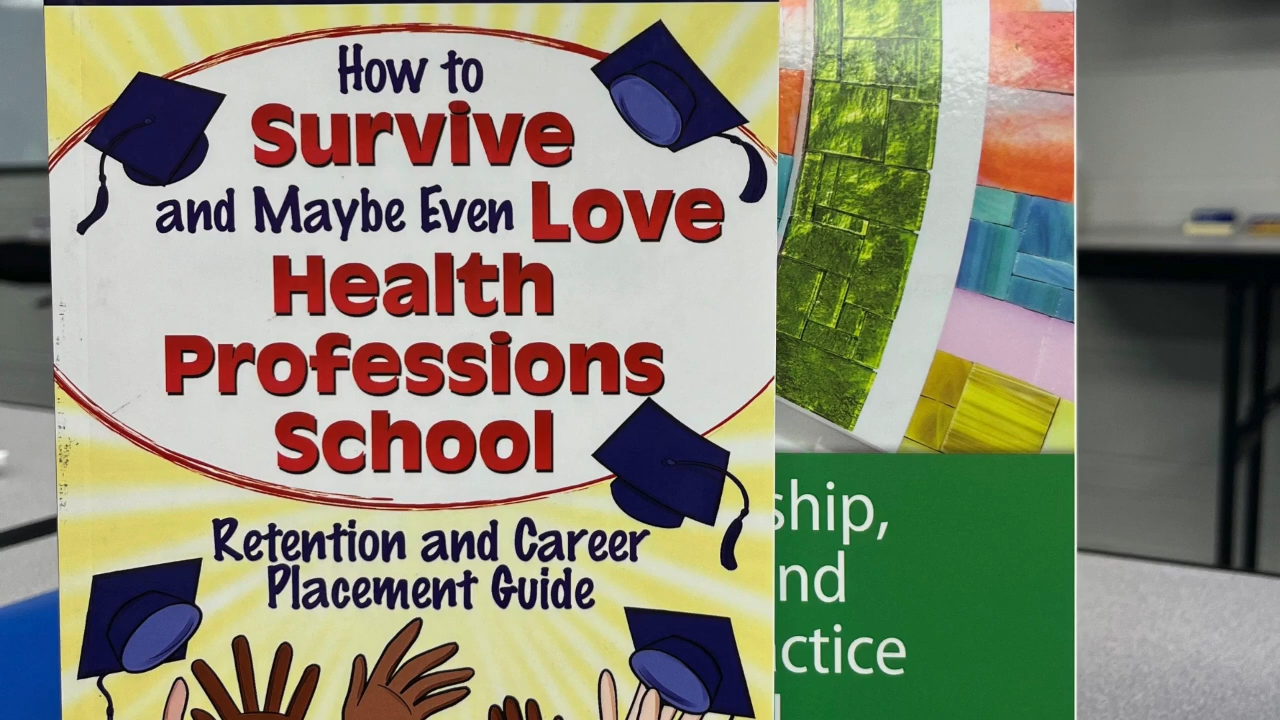 How to
Survive
and Maybe Even Love
Health
Professions
School
Retention and Career
Placement Guide
ship,
nd
actice